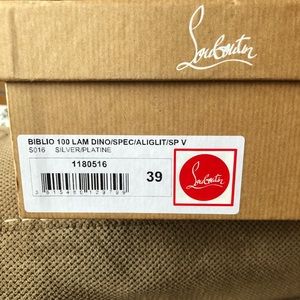 Louboutin
BIBLIO 100 LAM DINO/SPEC/ALIGLIT/SP V
S016 SILVER/PLATINE
1180516
39
Louboutin